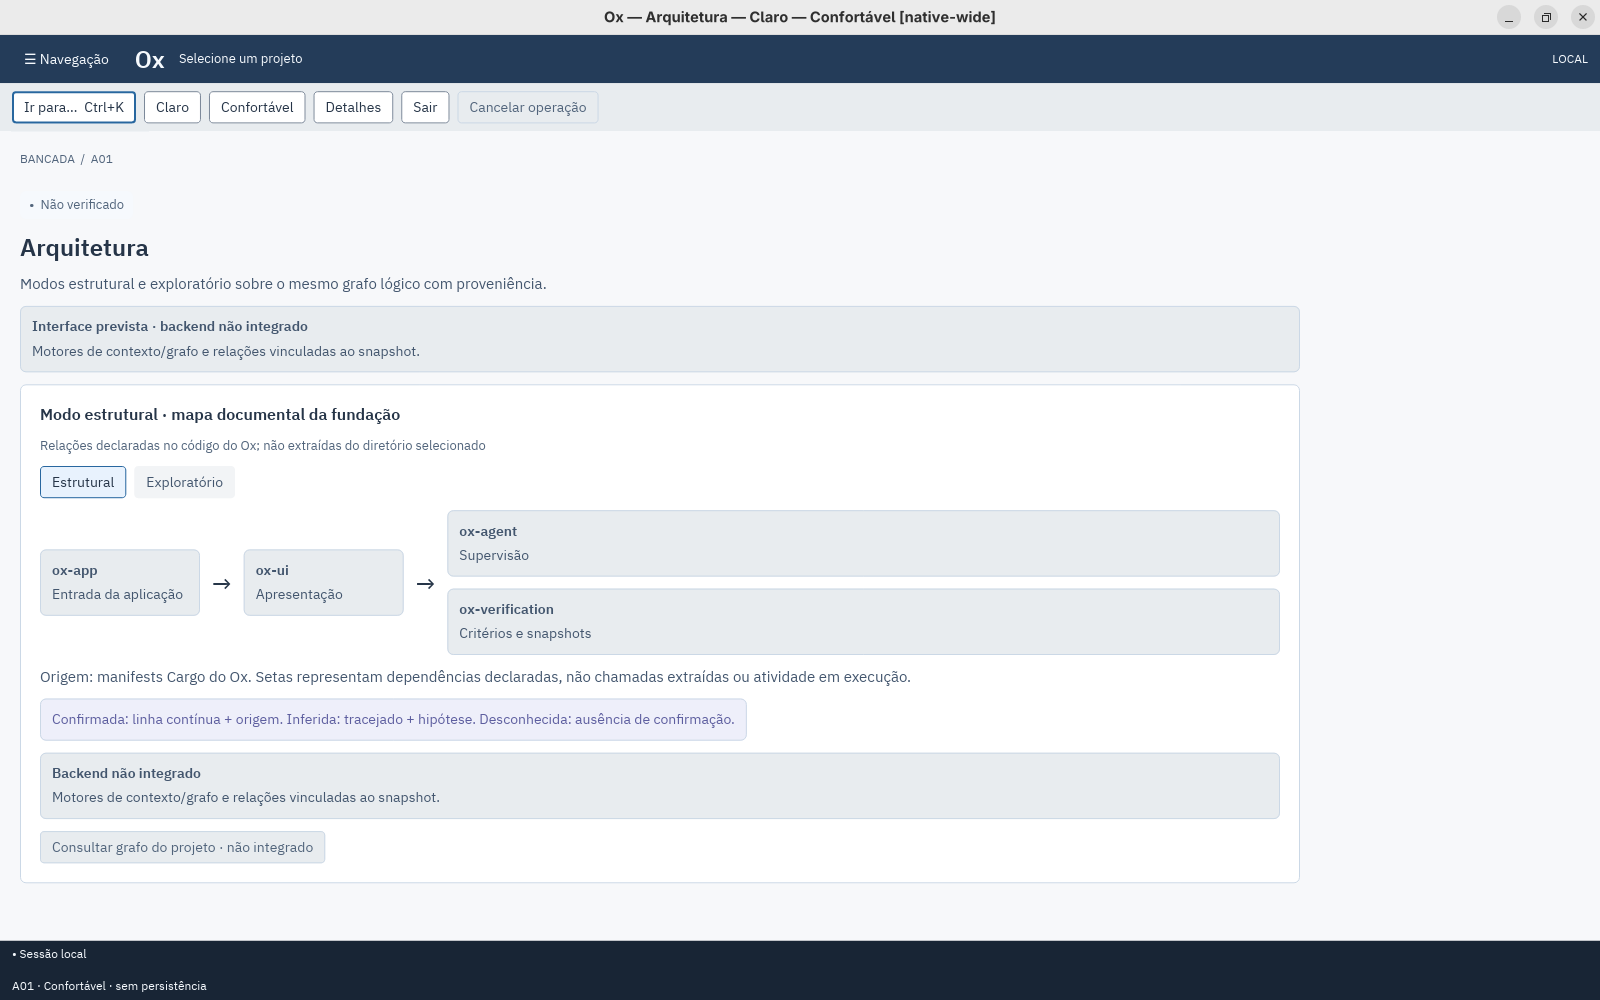 Ox — Arquitetura — Claro — Confortável [native-wide]
☰ Navegação Ox Selecione um projeto LOCAL
Ir para... Ctrl+K Claro Confortável Detalhes Sair Cancelar operação
BANCADA / A01
• Não verificado
Arquitetura
Modos estrutural e exploratório sobre o mesmo grafo lógico com proveniência.
Interface prevista · backend não integrado
Motores de contexto/grafo e relações vinculadas ao snapshot.
Modo estrutural · mapa documental da fundação
Relações declaradas no código do Ox; não extraídas do diretório selecionado
Estrutural Exploratório
ox-app
Entrada da aplicação
→
ox-ui
Apresentação
→
ox-agent
Supervisão
ox-verification
Critérios e snapshots
Origem: manifests Cargo do Ox. Setas representam dependências declaradas, não chamadas extraídas ou atividade em execução.
Confirmada: linha contínua + origem. Inferida: tracejado + hipótese. Desconhecida: ausência de confirmação.
Backend não integrado
Motores de contexto/grafo e relações vinculadas ao snapshot.
Consultar grafo do projeto · não integrado
• Sessão local
A01 · Confortável · sem persistência